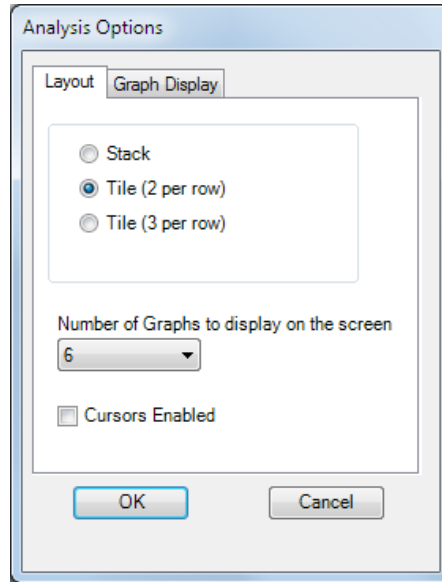 Analysis Options
Layout Graph Display
Stack
Tile (2 per row)
Tile (3 per row)
Number of Graphs to display on the screen
6
Cursors Enabled
OK Cancel